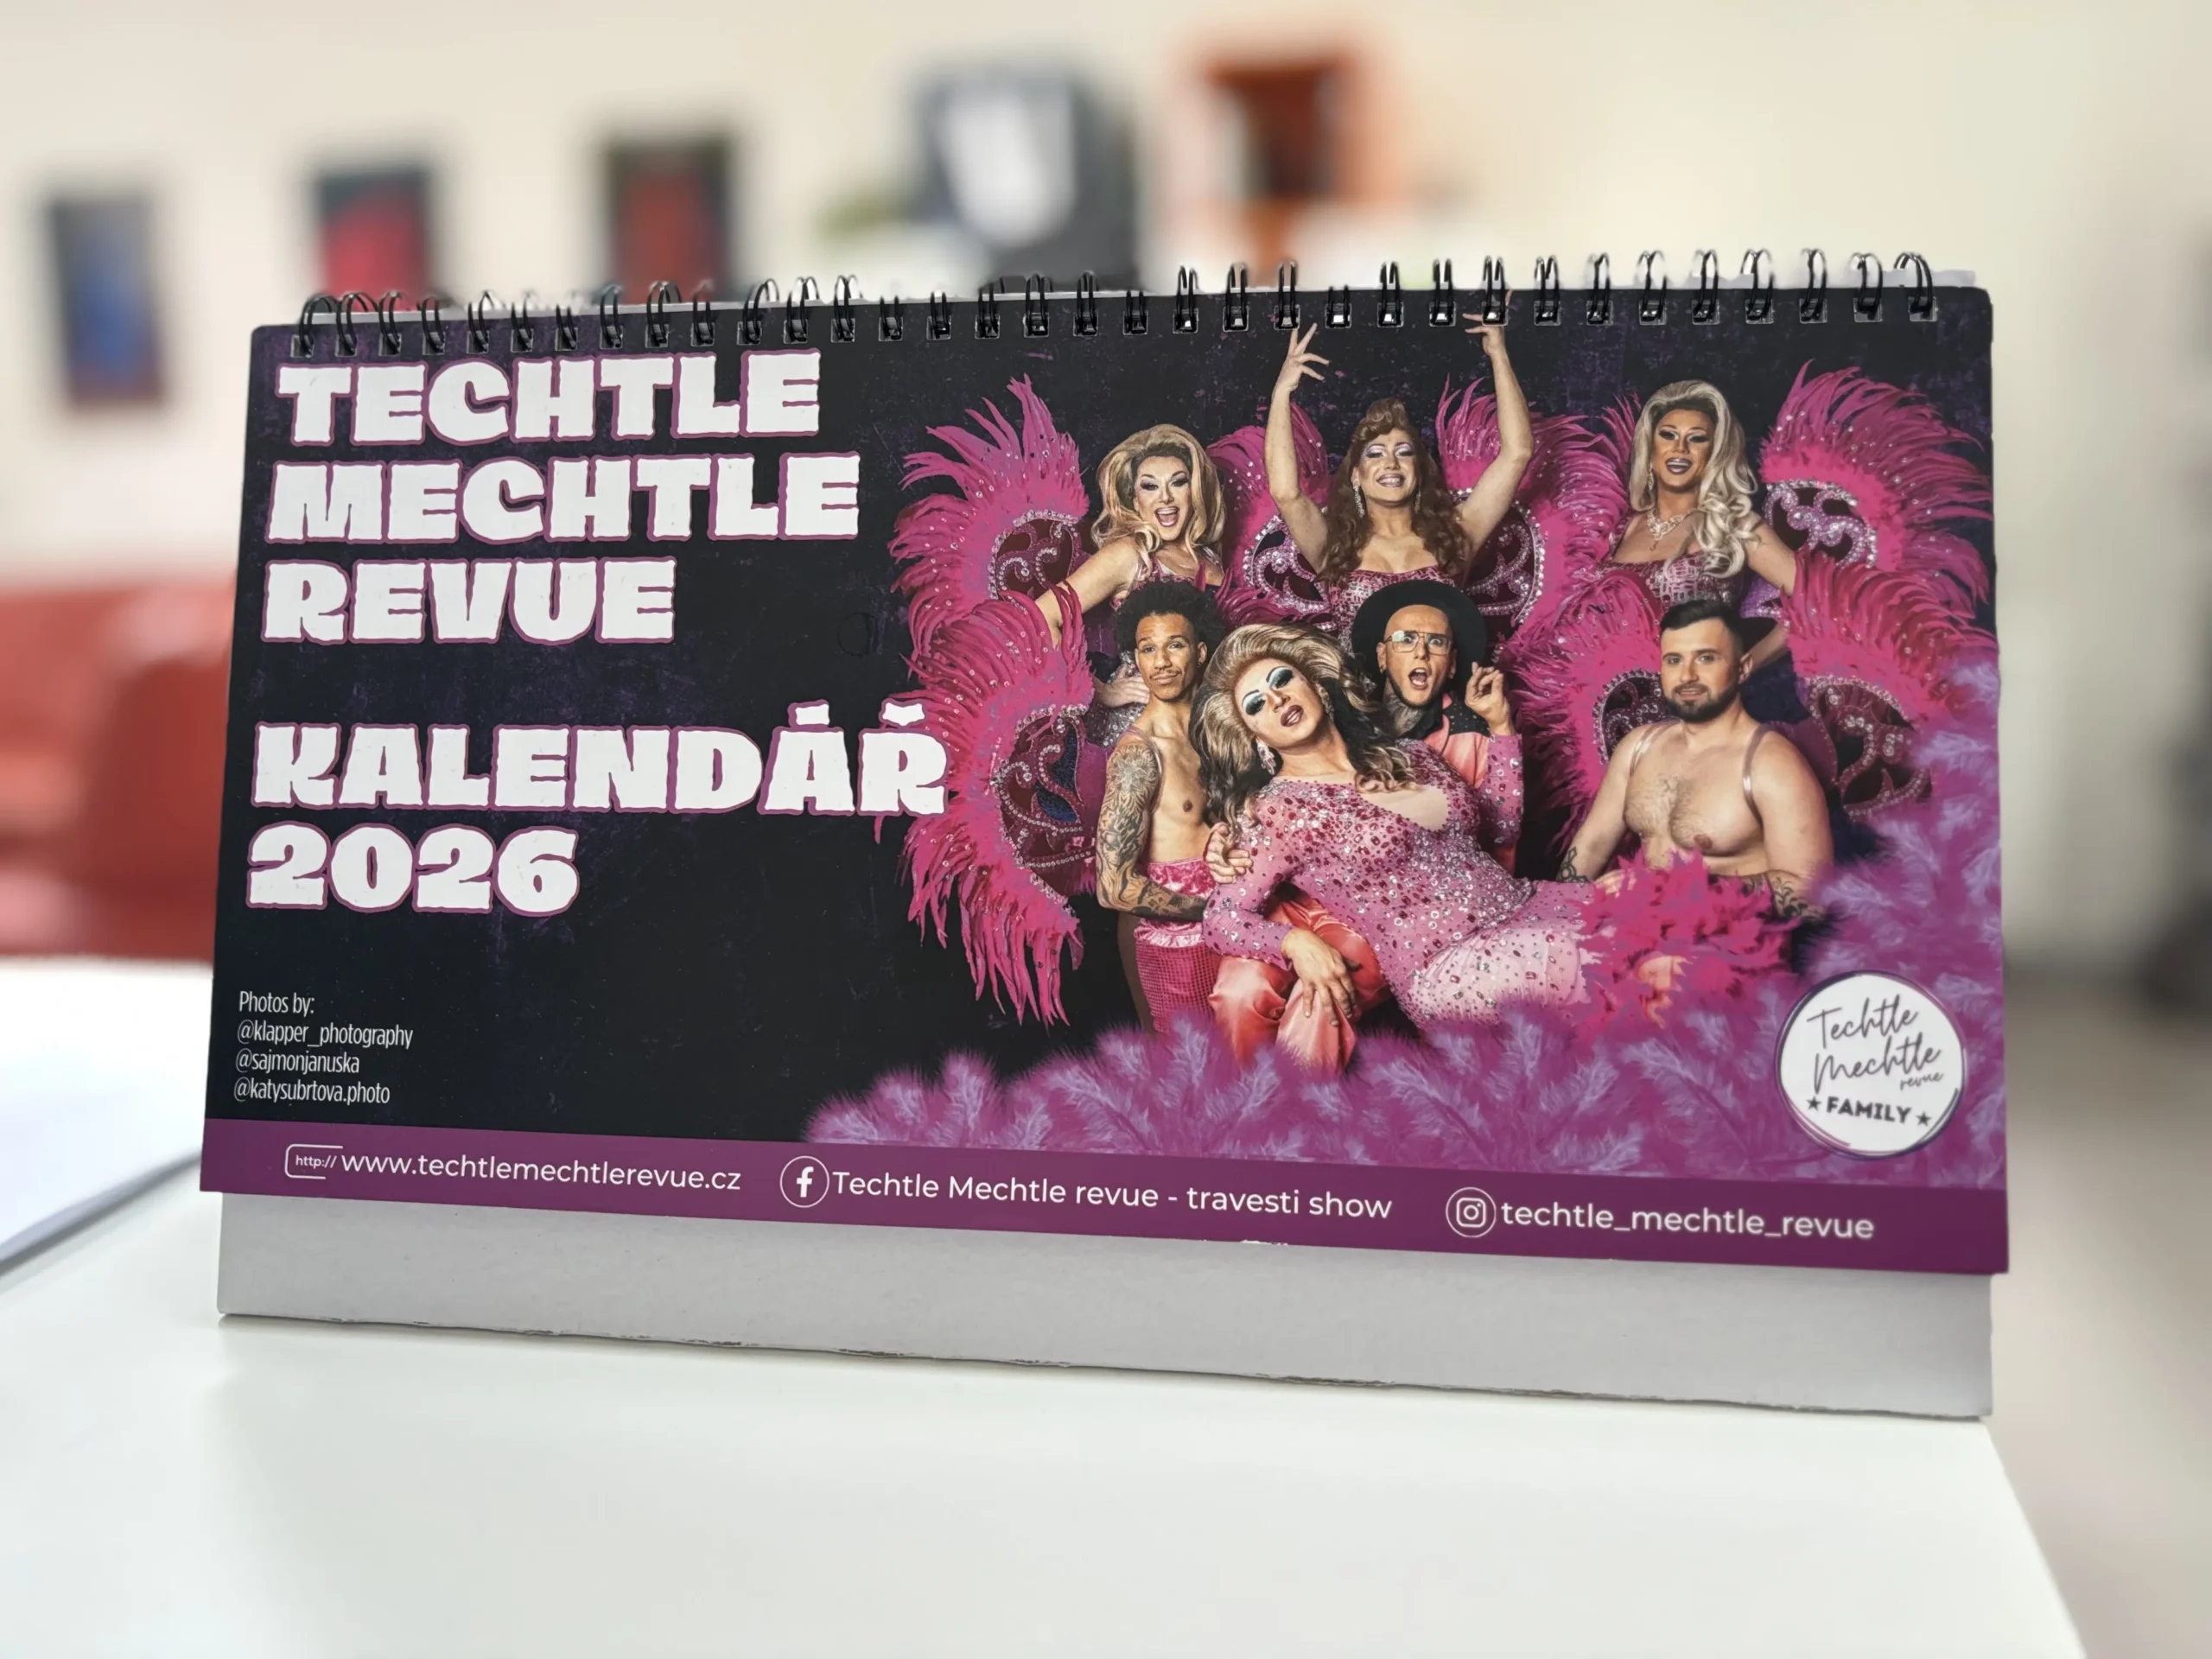 TECHTLE
MECHTLE
REVUE
KALENDÁŘ
2026
Photos by:
@klapper_photography
@sajmonjanuska
@katysubrtova.photo
Techtle
Mechtle
revue
★ FAMILY ★
http:// www.techtlemechtlerevue.cz
Techtle Mechtle revue - travesti show
techtle_mechtle_revue